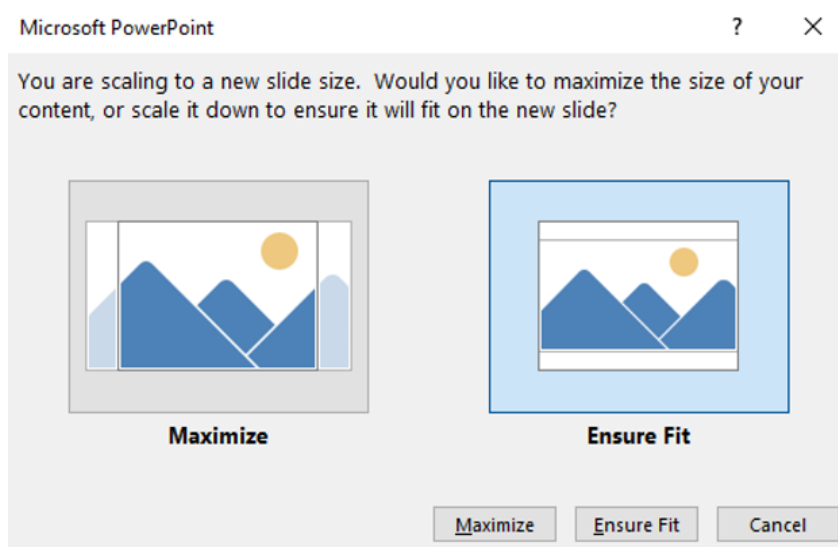 Microsoft PowerPoint
?
You are scaling to a new slide size.  Would you like to maximize the size of your
content, or scale it down to ensure it will fit on the new slide?
Maximize
Ensure Fit
Maximize
Ensure Fit
Cancel